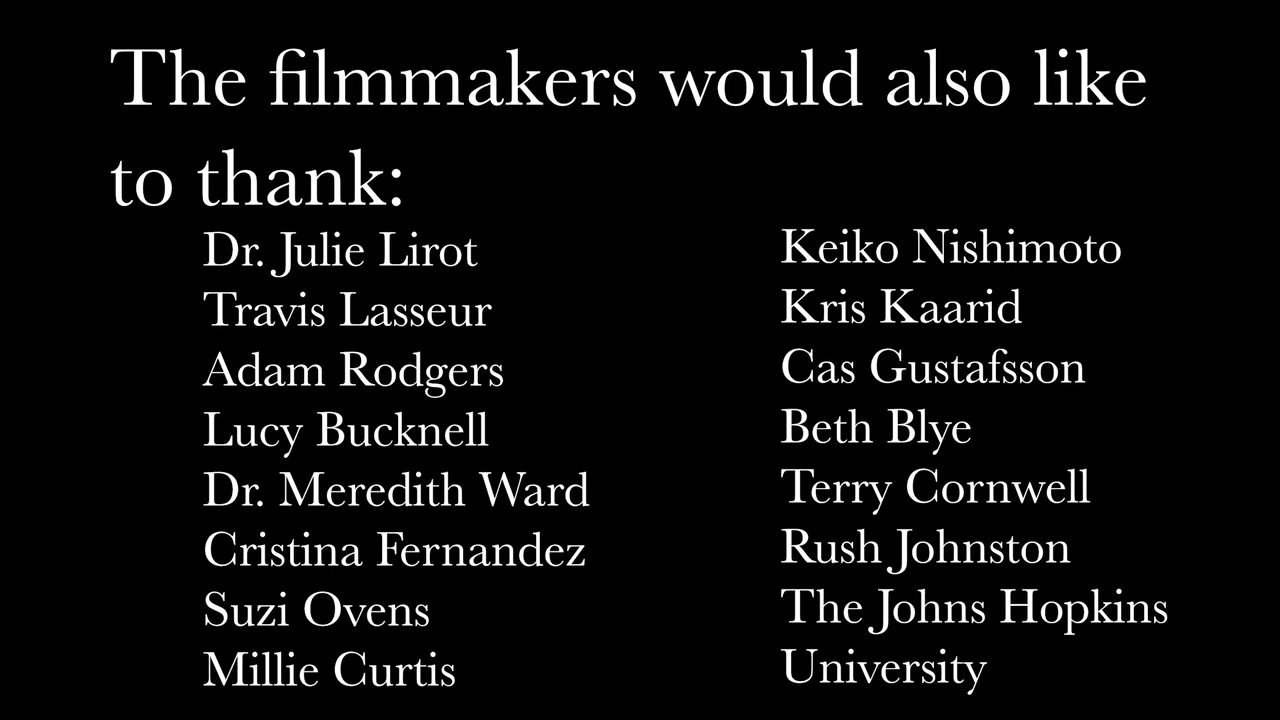 The filmmakers would also like
to thank:
Dr. Julie Lirot
Travis Lasseur
Adam Rodgers
Lucy Bucknell
Dr. Meredith Ward
Cristina Fernandez
Suzi Ovens
Millie Curtis
Keiko Nishimoto
Kris Kaarid
Cas Gustafsson
Beth Blye
Terry Cornwell
Rush Johnston
The Johns Hopkins
University